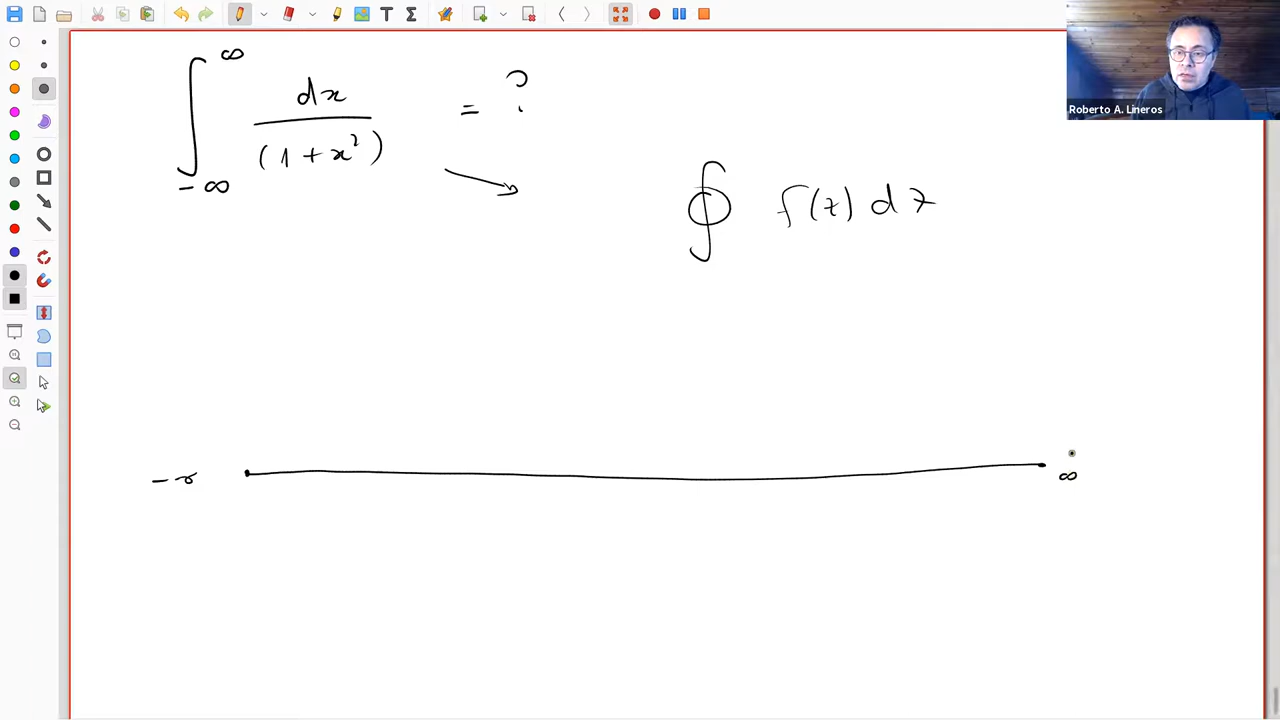 ∫_{-∞}^{∞} dx / (1 + x²) = ?
∮ f(z) dz
-∞ ∞
Roberto A. Lineros